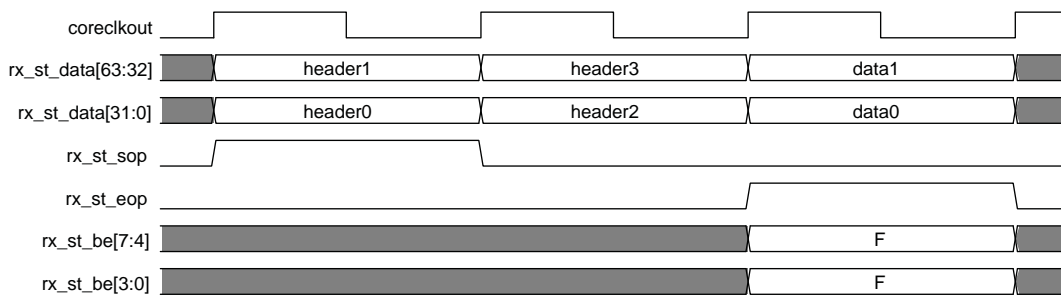 coreclkout
rx_st_data[63:32] header1 header3 data1
rx_st_data[31:0] header0 header2 data0
rx_st_sop
rx_st_eop
rx_st_be[7:4] F
rx_st_be[3:0] F